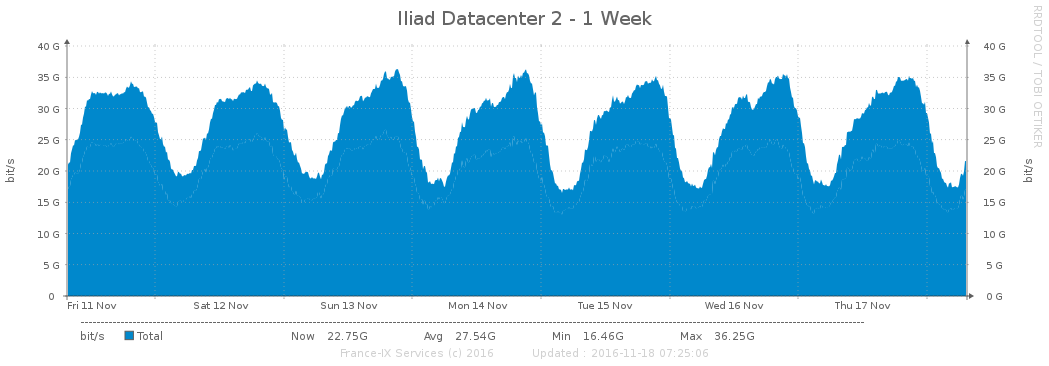 Iliad Datacenter 2 - 1 Week
RRDTOOL / TOBI OETIKER
bit/s
40 G
35 G
30 G
25 G
20 G
15 G
10 G
5 G
0
40 G
35 G
30 G
25 G
20 G
15 G
10 G
5 G
0 G
bit/s
Fri 11 Nov Sat 12 Nov Sun 13 Nov Mon 14 Nov Tue 15 Nov Wed 16 Nov Thu 17 Nov
bit/s Total Now 22.75G Avg 27.54G Min 16.46G Max 36.25G
France-IX Services (c) 2016 Updated : 2016-11-18 07:25:06